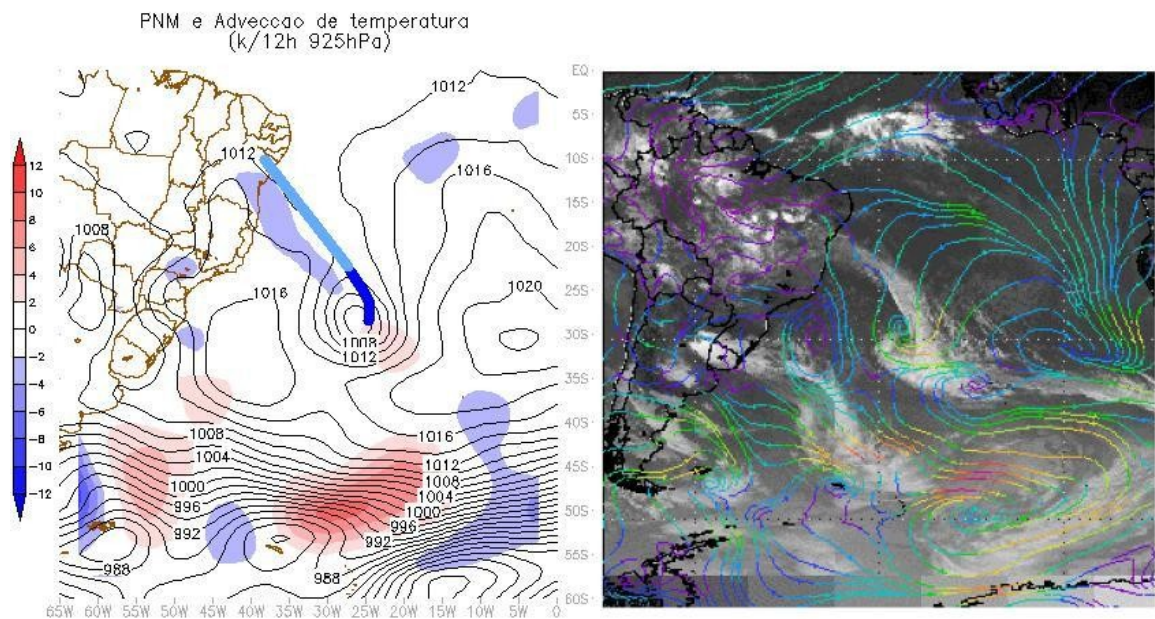 PNM e Adveccao de temperatura
(k/12h 925hPa)
12
10
8
6
4
2
0
-2
-4
-6
-8
-10
-12
1012
1012
1016
1008
1016
1020
1008
1012
1008
1004
1000
996
992
988
1016
1012
1008
1004
1000
996
992
988
EQ
5S
10S
15S
20S
25S
30S
35S
40S
45S
50S
55S
60S
65W 60W 55W 50W 45W 40W 35W 30W 25W 20W 15W 10W 5W 0